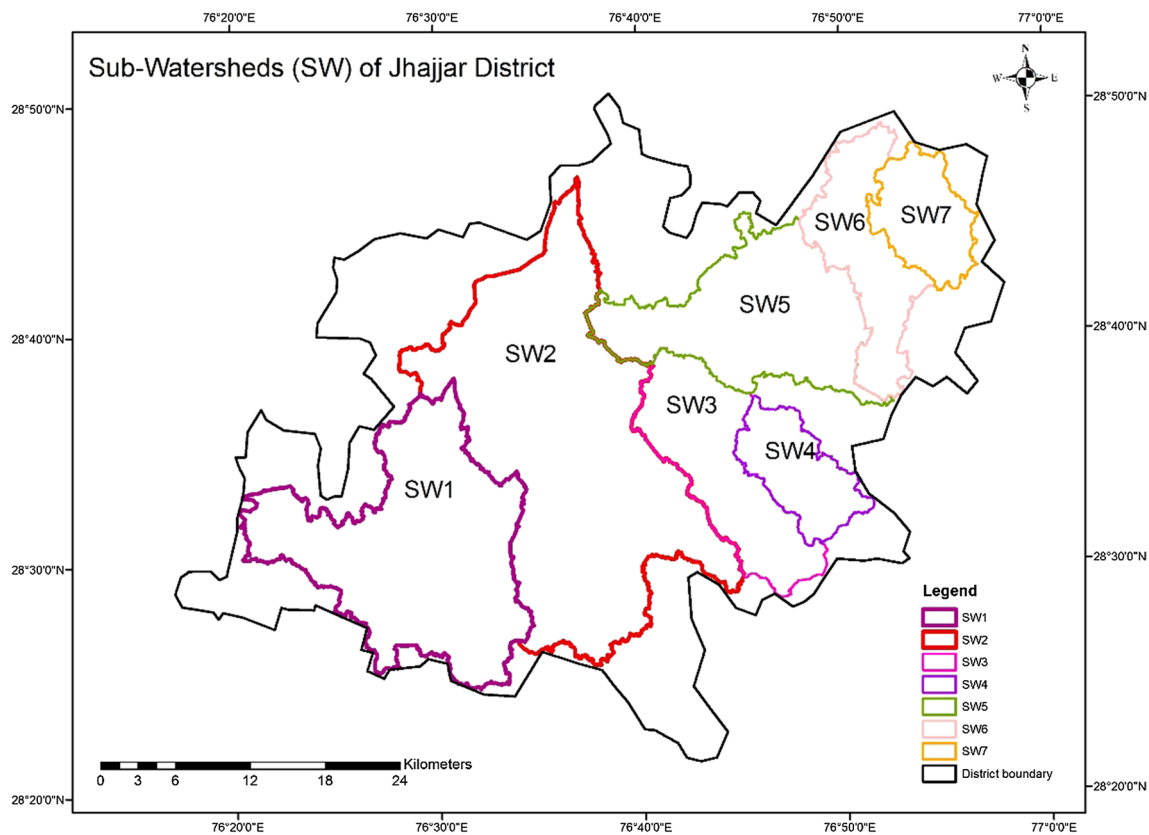 76°20'0"E 76°30'0"E 76°40'0"E 76°50'0"E 77°0'0"E
Sub-Watersheds (SW) of Jhajjar District
N
W E
S
28°50'0"N 28°50'0"N
SW6 SW7
SW5
28°40'0"N 28°40'0"N
SW2
SW3
SW4
SW1
28°30'0"N 28°30'0"N
Legend
SW1
SW2
SW3
SW4
SW5
SW6
SW7
District boundary
Kilometers
0 3 6 12 18 24
28°20'0"N 28°20'0"N
76°20'0"E 76°30'0"E 76°40'0"E 76°50'0"E 77°0'0"E